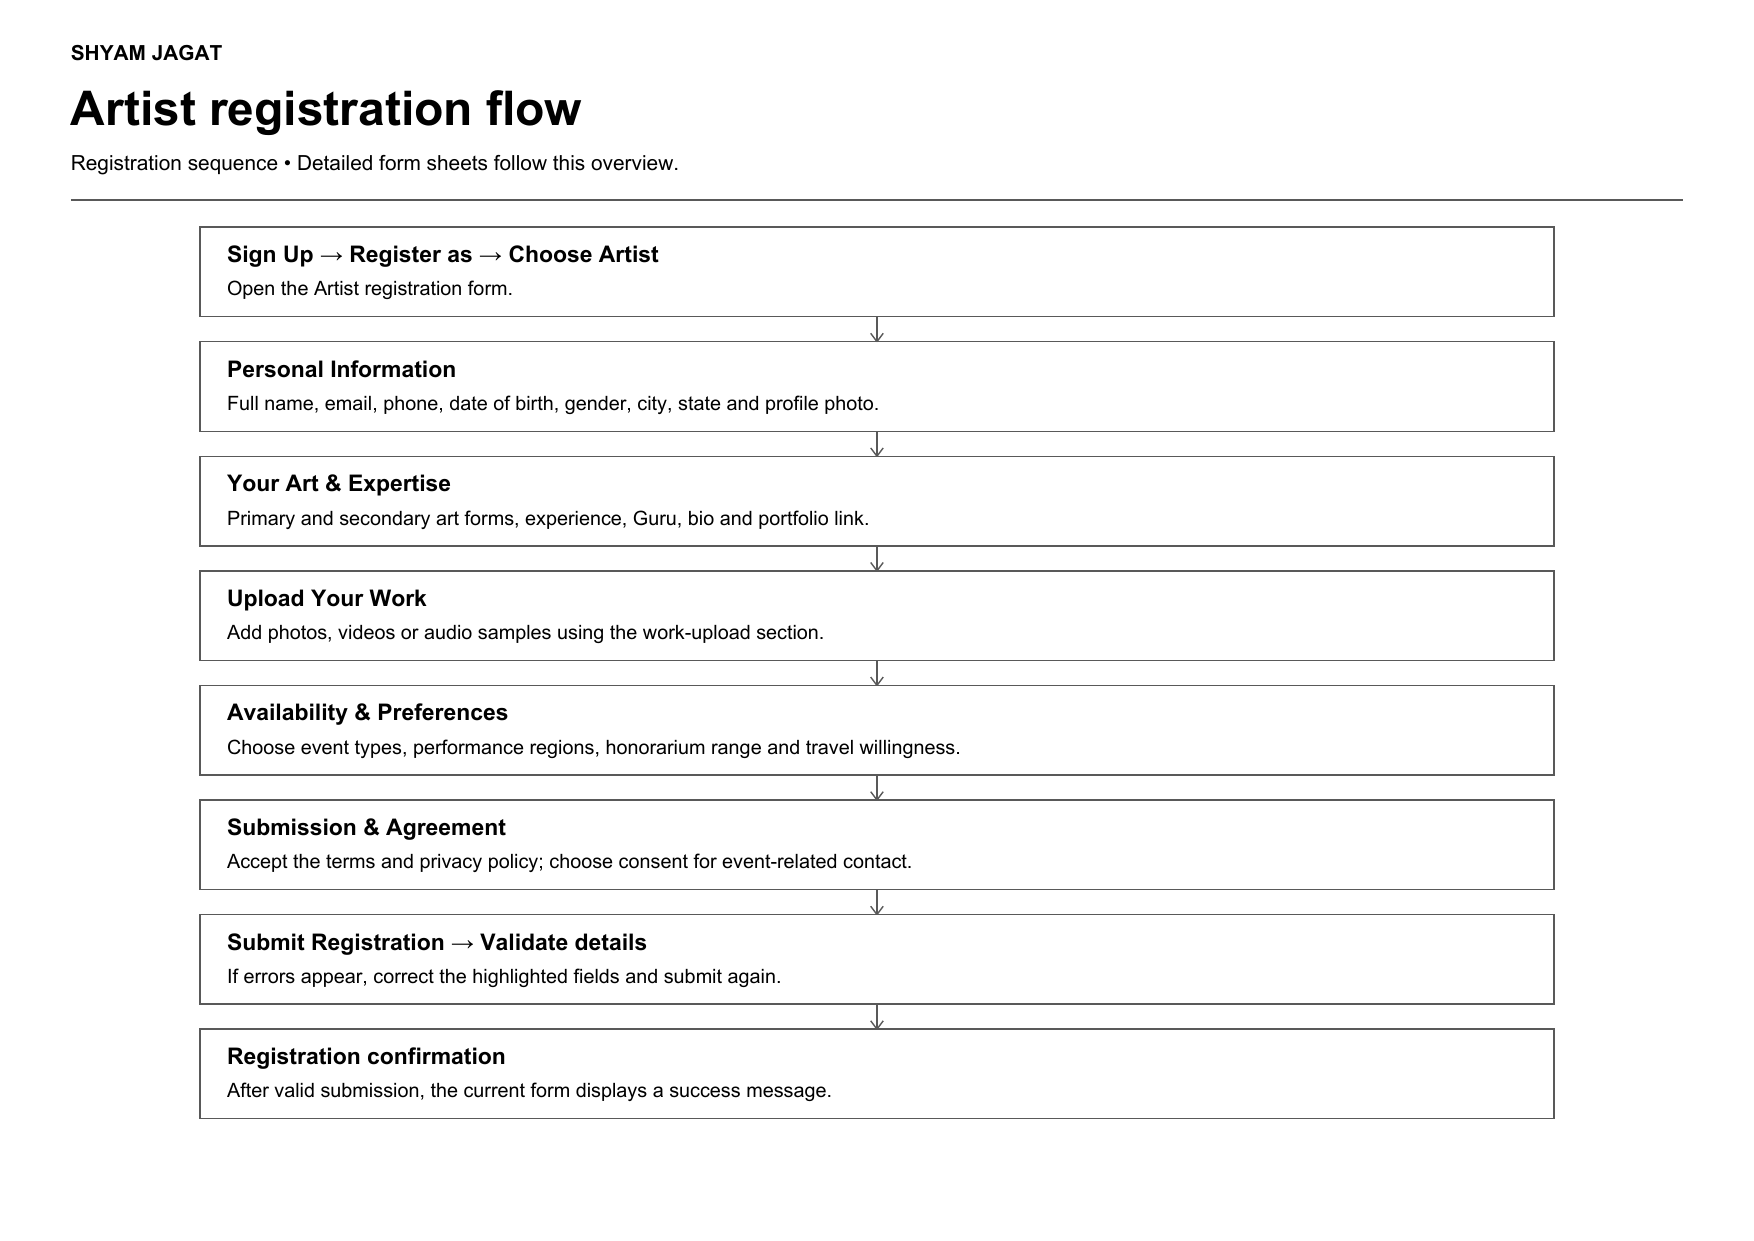 SHYAM JAGAT
Artist registration flow
Registration sequence • Detailed form sheets follow this overview.
Sign Up → Register as → Choose Artist
Open the Artist registration form.
Personal Information
Full name, email, phone, date of birth, gender, city, state and profile photo.
Your Art & Expertise
Primary and secondary art forms, experience, Guru, bio and portfolio link.
Upload Your Work
Add photos, videos or audio samples using the work-upload section.
Availability & Preferences
Choose event types, performance regions, honorarium range and travel willingness.
Submission & Agreement
Accept the terms and privacy policy; choose consent for event-related contact.
Submit Registration → Validate details
If errors appear, correct the highlighted fields and submit again.
Registration confirmation
After valid submission, the current form displays a success message.